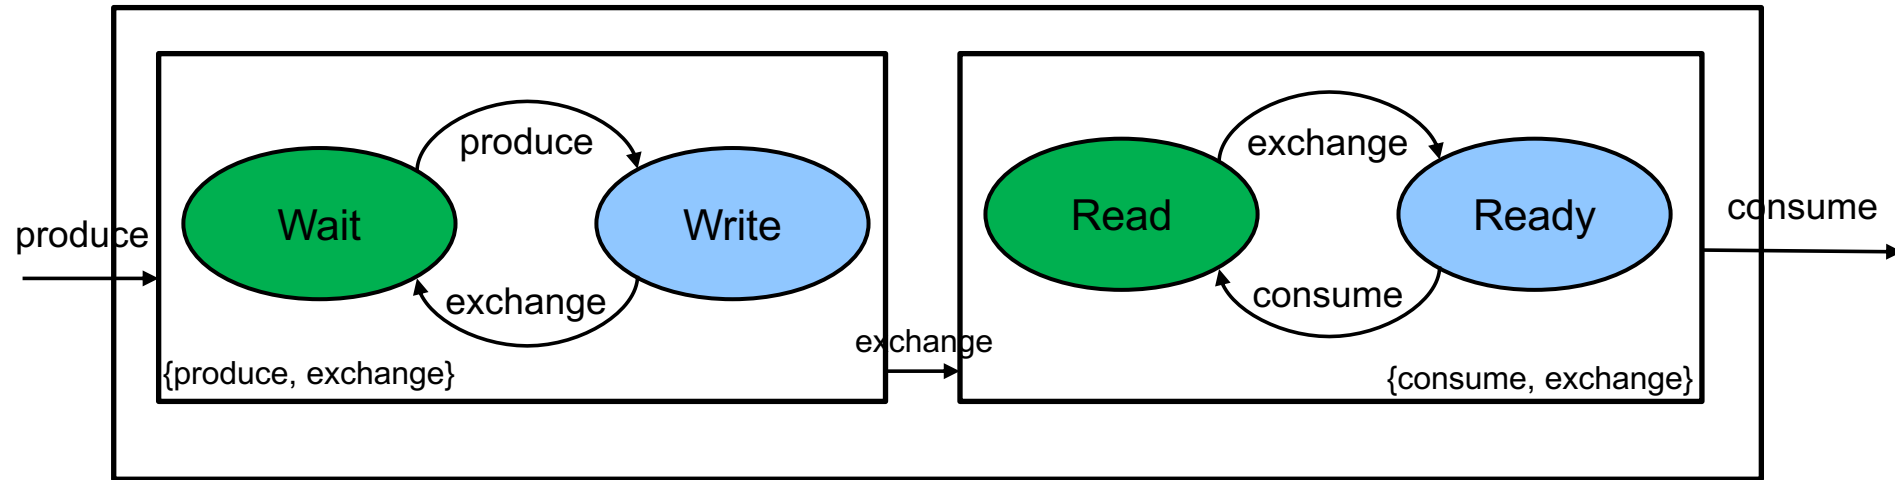 produce
produce
Wait
Write
exchange
{produce, exchange}
exchange
exchange
Read
Ready
consume
{consume, exchange}
consume